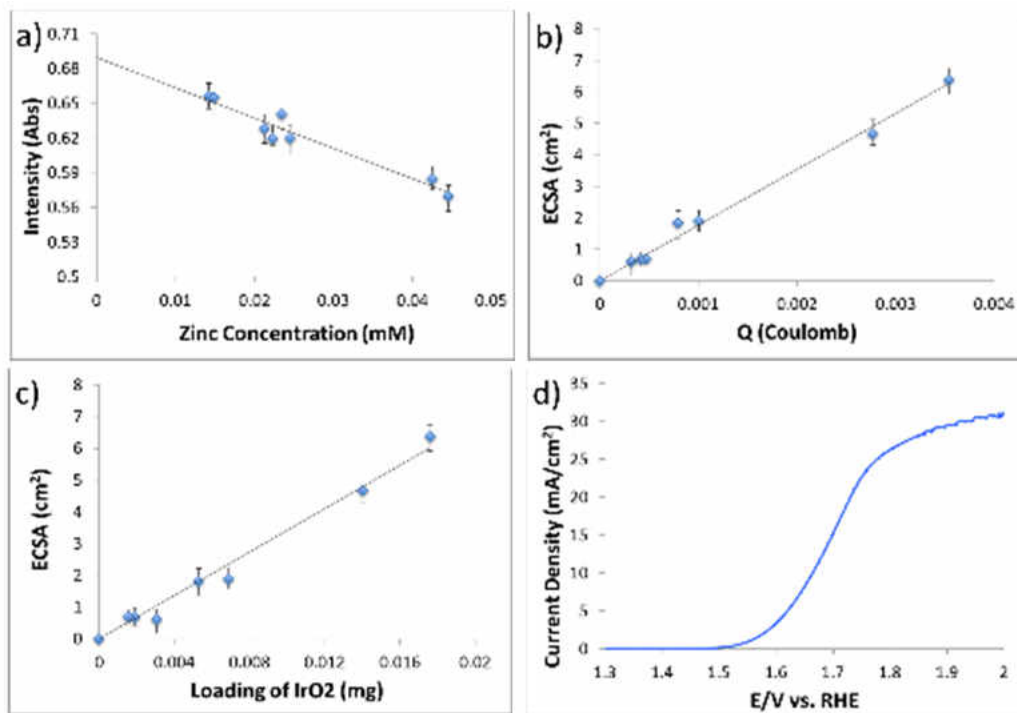 a)
0.71
0.68
0.65
0.62
0.59
0.56
0.53
0.5
Intensity (Abs)
0 0.01 0.02 0.03 0.04 0.05
Zinc Concentration (mM)
b)
8
7
6
5
4
3
2
1
0
ECSA (cm²)
0 0.001 0.002 0.003 0.004
Q (Coulomb)
c)
8
7
6
5
4
3
2
1
0
ECSA (cm²)
0 0.004 0.008 0.012 0.016 0.02
Loading of IrO2 (mg)
d)
35
30
25
20
15
10
5
0
Current Density (mA/cm²)
1.3 1.4 1.5 1.6 1.7 1.8 1.9 2
E/V vs. RHE